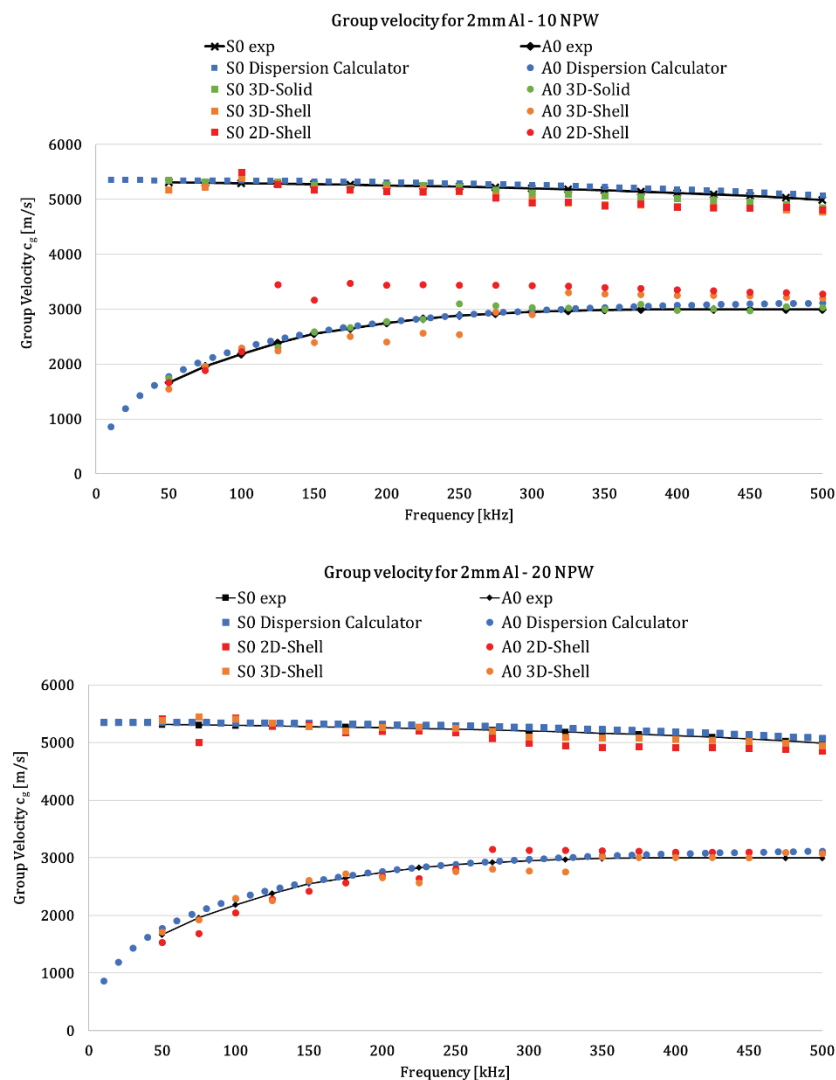 Group velocity for 2mm Al - 10 NPW
S0 exp A0 exp
S0 Dispersion Calculator A0 Dispersion Calculator
S0 3D-Solid A0 3D-Solid
S0 3D-Shell A0 3D-Shell
S0 2D-Shell A0 2D-Shell
6000
5000
4000
3000
2000
1000
0
Group Velocity cg [m/s]
0 50 100 150 200 250 300 350 400 450 500
Frequency [kHz]
Group velocity for 2mm Al - 20 NPW
S0 exp A0 exp
S0 Dispersion Calculator A0 Dispersion Calculator
S0 2D-Shell A0 2D-Shell
S0 3D-Shell A0 3D-Shell
6000
5000
4000
3000
2000
1000
0
Group Velocity cg [m/s]
0 50 100 150 200 250 300 350 400 450 500
Frequency [kHz]